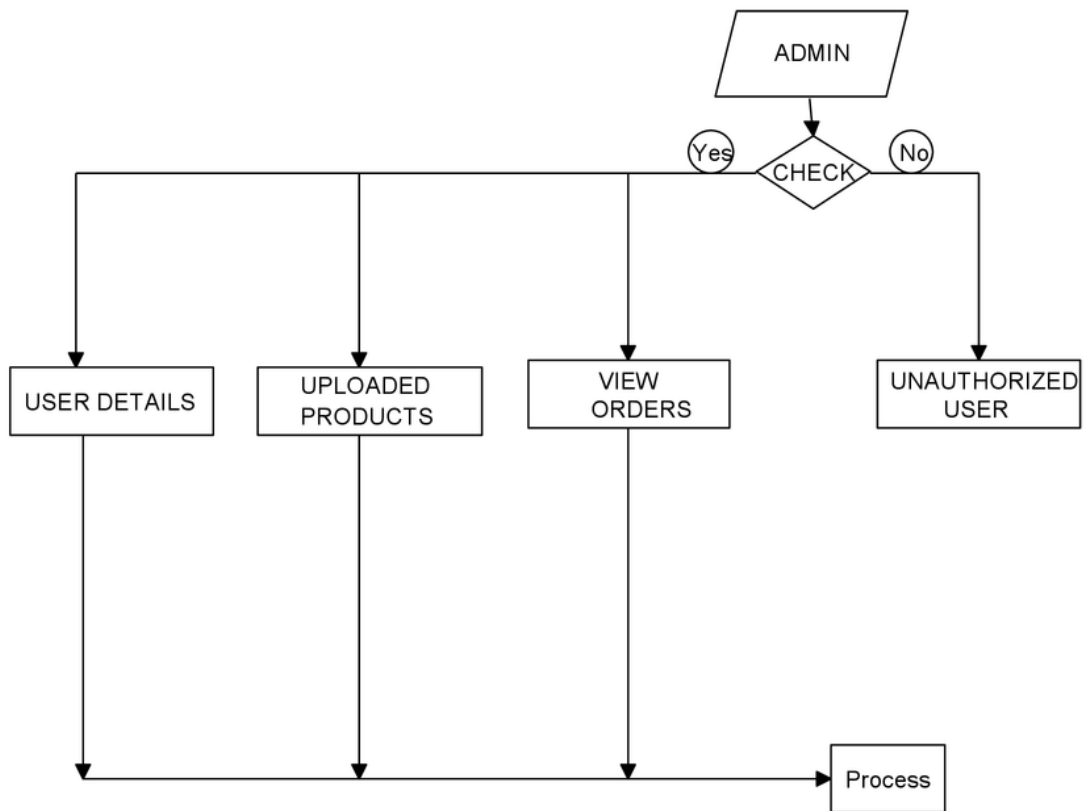 ADMIN
Yes
CHECK
No
USER DETAILS
UPLOADED
PRODUCTS
VIEW
ORDERS
UNAUTHORIZED
USER
Process